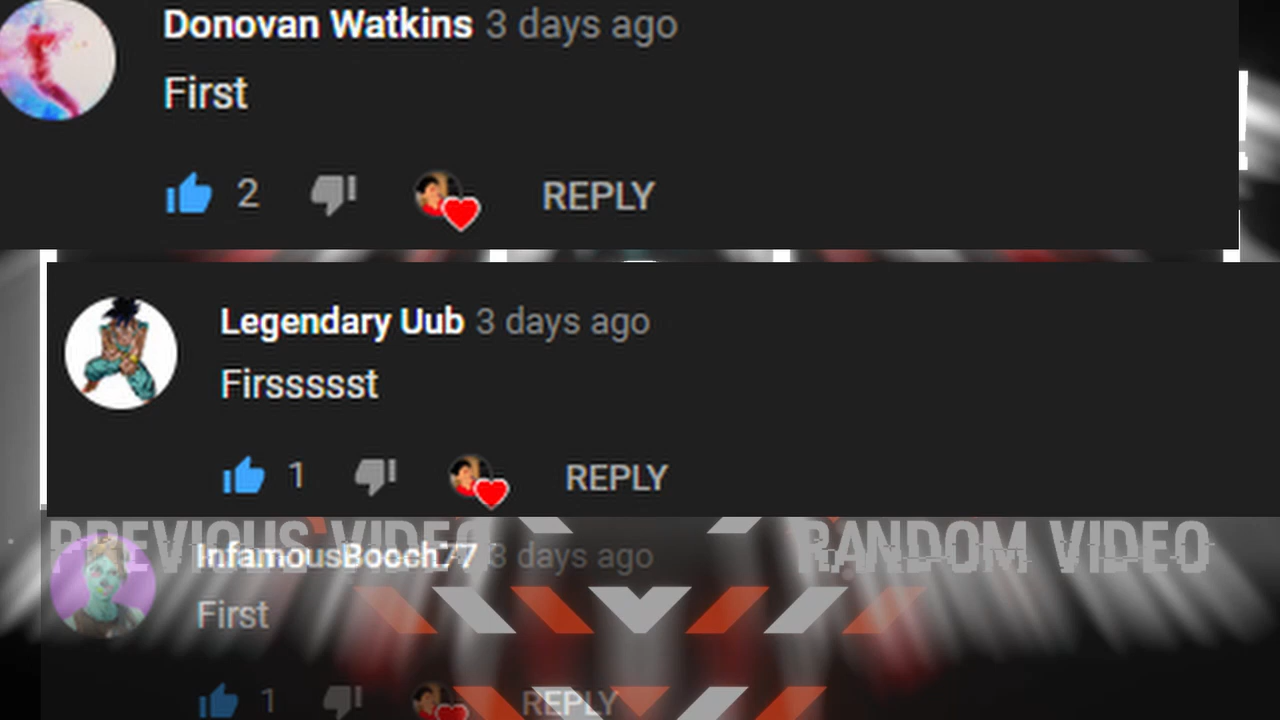 Donovan Watkins 3 days ago
First
2 REPLY
Legendary Uub 3 days ago
Firssssst
1 REPLY
PREVIOUS VIDEO RANDOM VIDEO
InfamousBooch77 3 days ago
First
1 REPLY